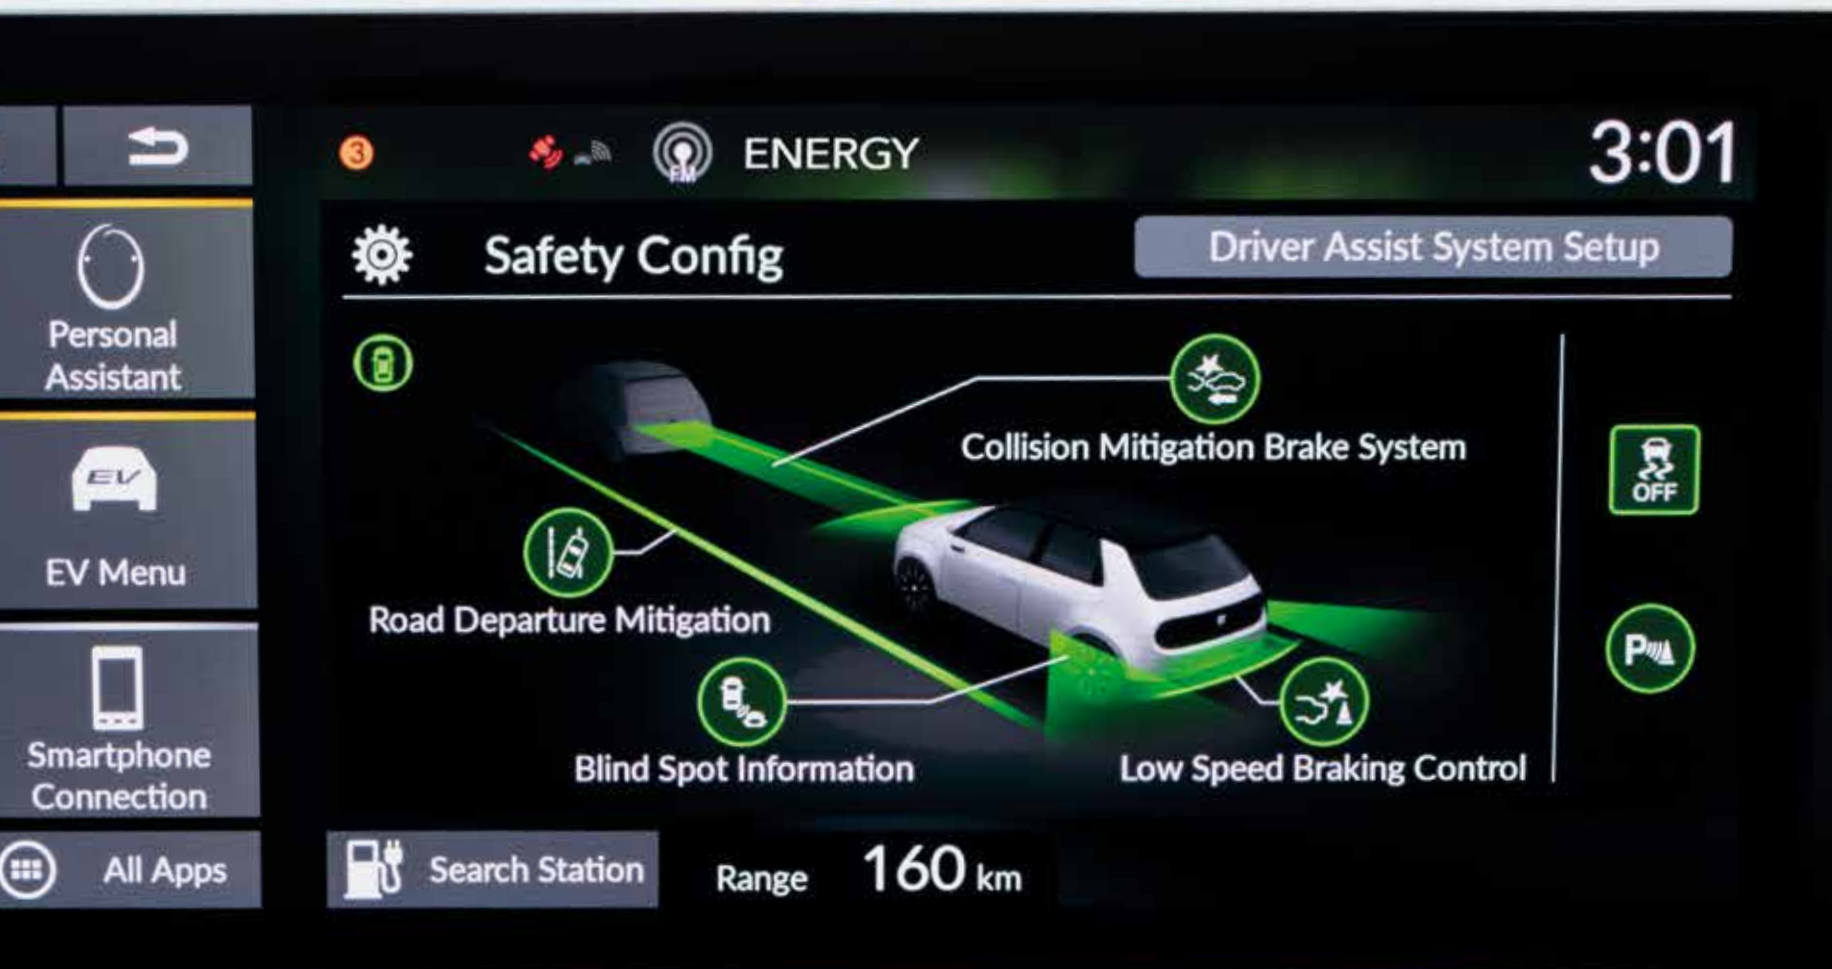 3
FM
ENERGY
3:01
Safety Config
Driver Assist System Setup
Personal
Assistant
Collision Mitigation Brake System
OFF
EV
EV Menu
Road Departure Mitigation
P
Smartphone
Connection
Blind Spot Information
Low Speed Braking Control
All Apps
Search Station
Range 160 km